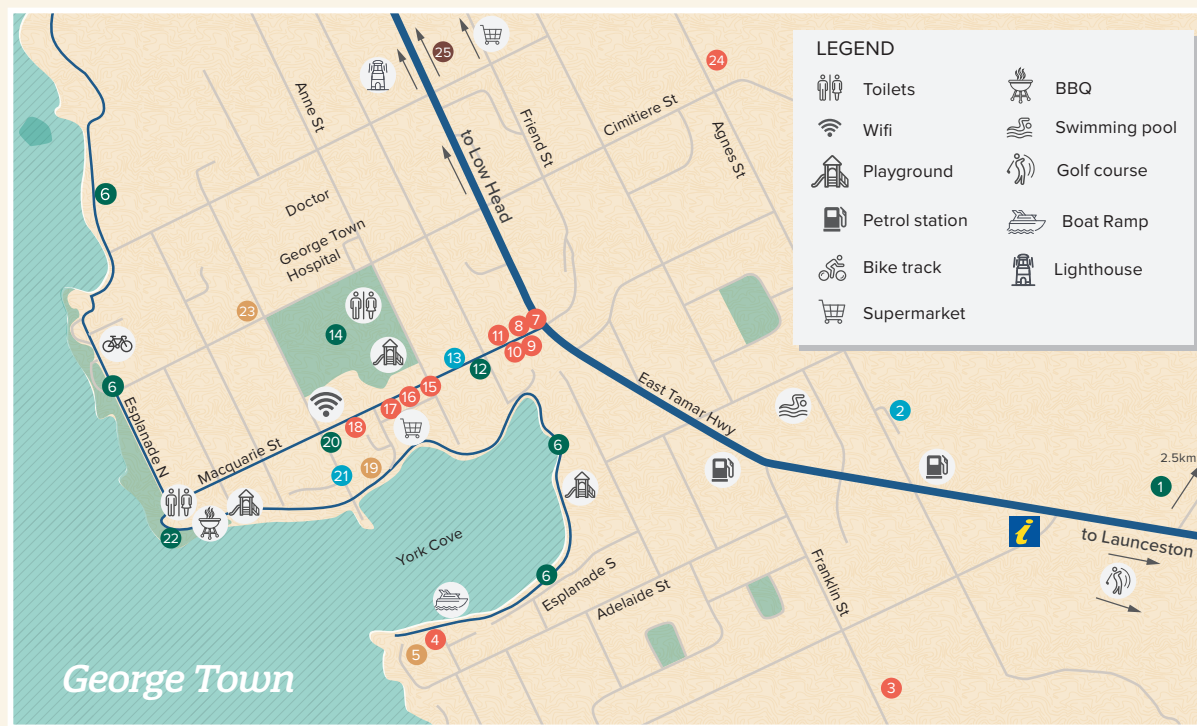 25
24
LEGEND
Toilets
BBQ
Wifi
Swimming pool
Playground
Golf course
Petrol station
Boat Ramp
Bike track
Lighthouse
Supermarket
Anne St
Friend St
Cimitiere St
Agnes St
to Low Head
6
Doctor
George Town
Hospital
23
14
11
8
7
10
9
13
12
6
Esplanade N
15
16
17
18
20
Macquarie St
21
19
22
East Tamar Hwy
2
6
2.5km
1
i
to Launceston
York Cove
6
Esplanade S
Adelaide St
Franklin St
4
5
3
George Town